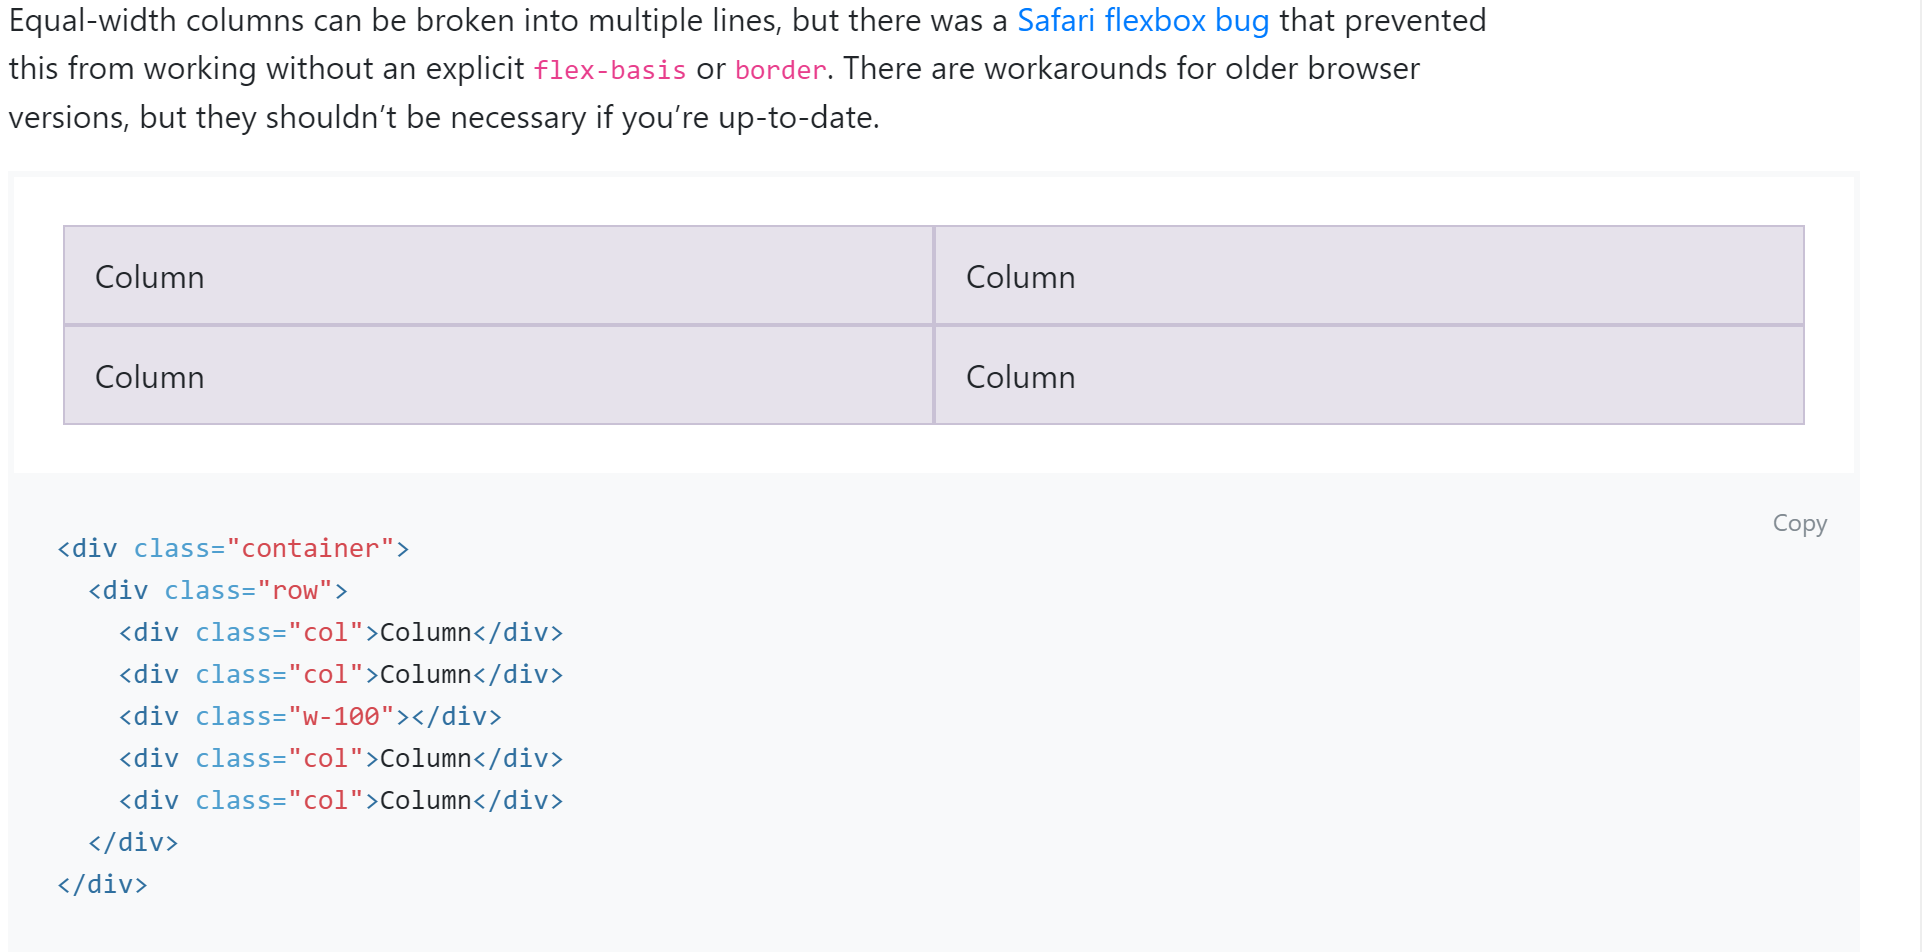 Equal-width columns can be broken into multiple lines, but there was a Safari flexbox bug that prevented
this from working without an explicit flex-basis or border. There are workarounds for older browser
versions, but they shouldn’t be necessary if you’re up-to-date.
Column Column
Column Column
Copy
<div class="container">
  <div class="row">
    <div class="col">Column</div>
    <div class="col">Column</div>
    <div class="w-100"></div>
    <div class="col">Column</div>
    <div class="col">Column</div>
  </div>
</div>